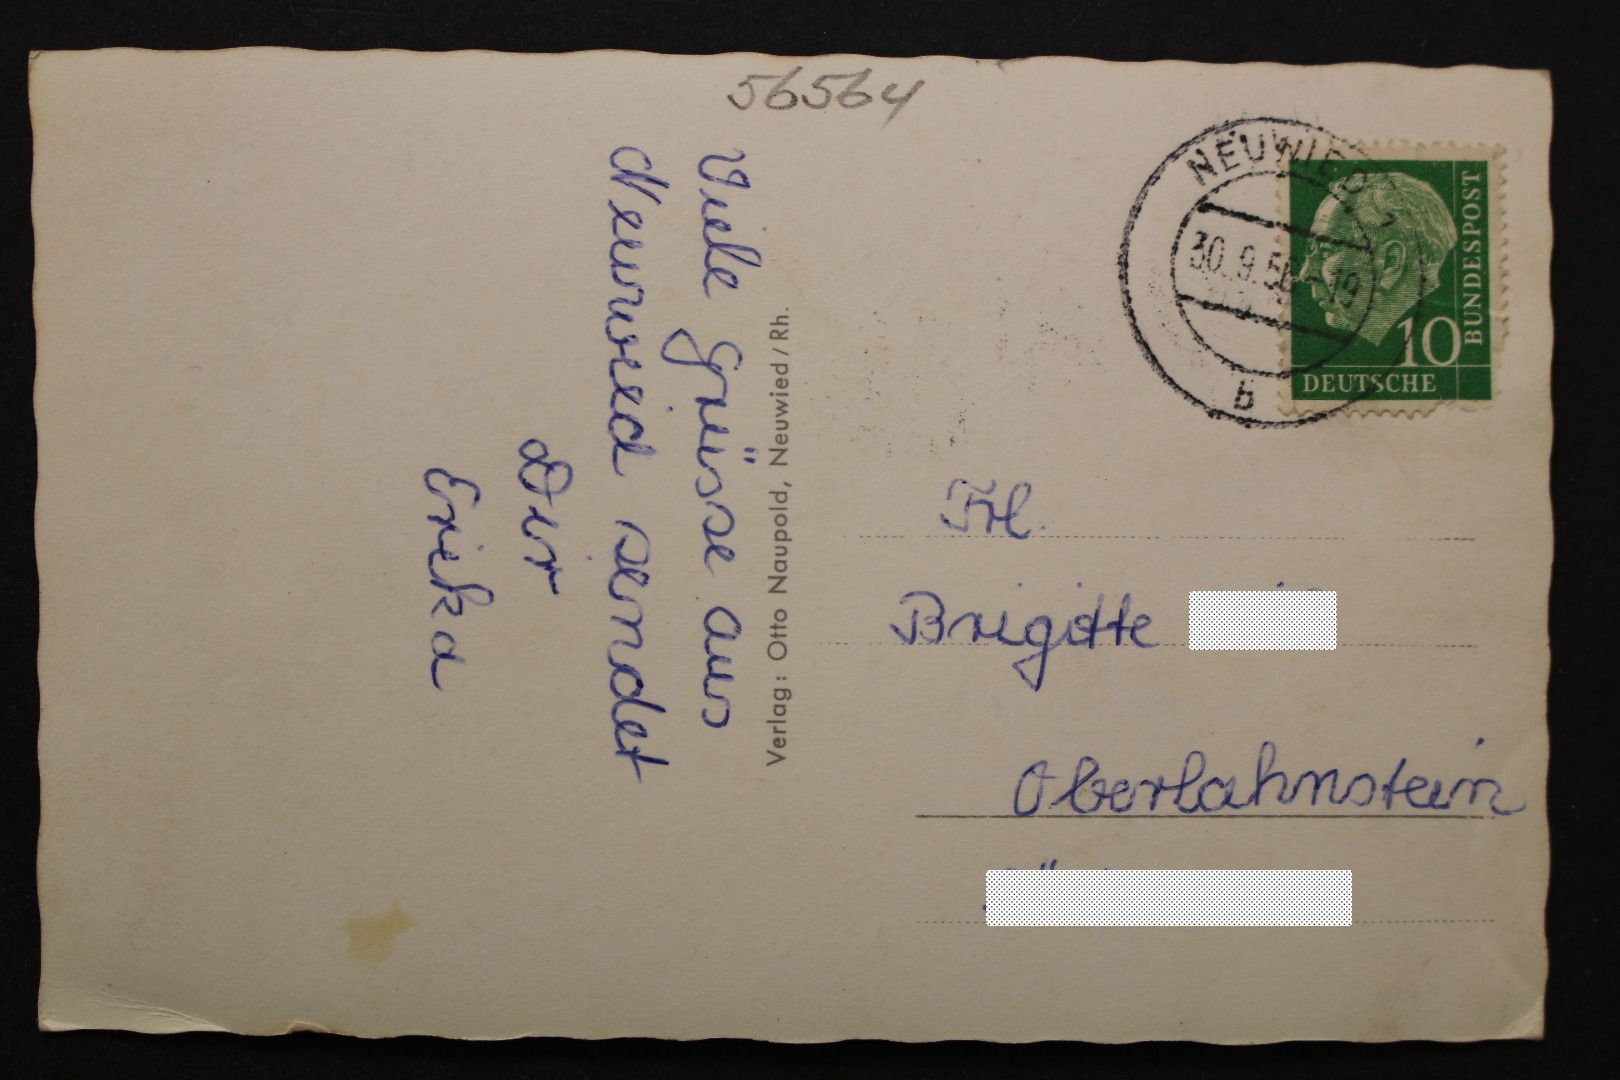 56564
Viele Grüsse aus
Neuwied sendet
Dir
Erika
Verlag: Otto Naupold, Neuwied/Rh.
NEUWIED
30.9.56-19
b
10
BUNDESPOST
DEUTSCHE
Frl.
Brigitte
Oberlahnstein